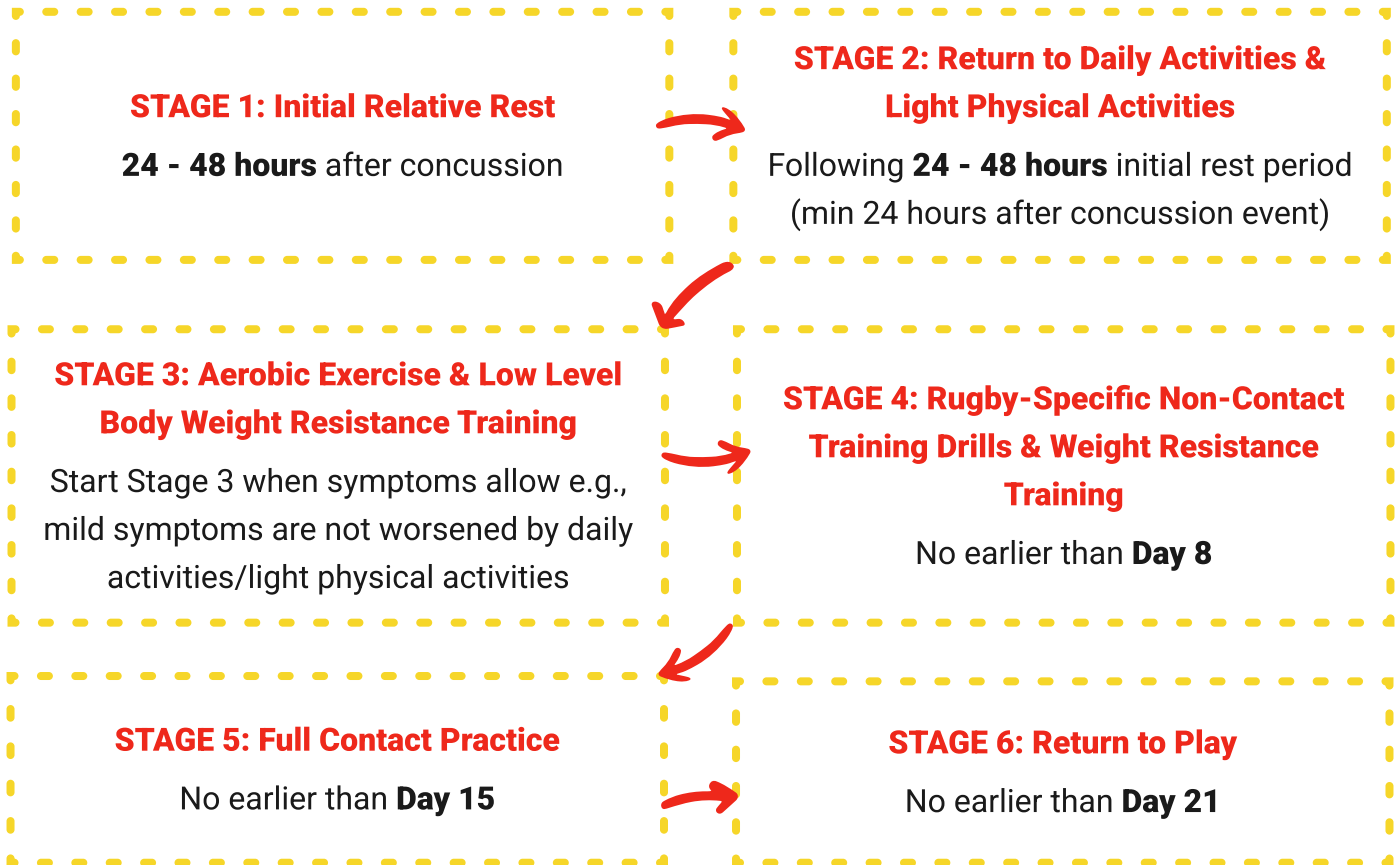 STAGE 1: Initial Relative Rest
24 - 48 hours after concussion
STAGE 2: Return to Daily Activities &
Light Physical Activities
Following 24 - 48 hours initial rest period
(min 24 hours after concussion event)
STAGE 3: Aerobic Exercise & Low Level
Body Weight Resistance Training
Start Stage 3 when symptoms allow e.g.,
mild symptoms are not worsened by daily
activities/light physical activities
STAGE 4: Rugby-Specific Non-Contact
Training Drills & Weight Resistance
Training
No earlier than Day 8
STAGE 5: Full Contact Practice
No earlier than Day 15
STAGE 6: Return to Play
No earlier than Day 21